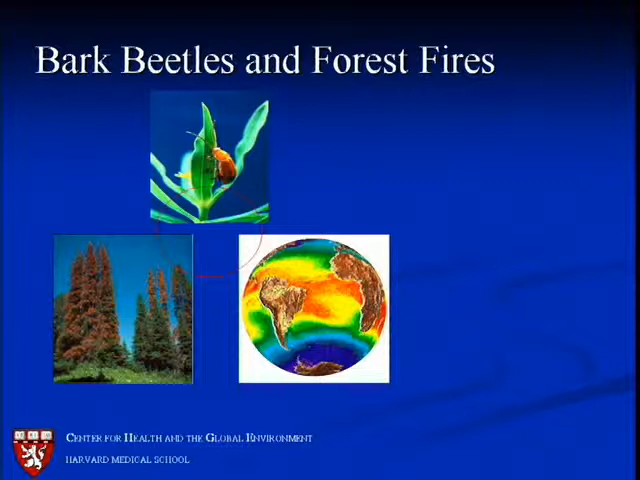 Bark Beetles and Forest Fires
CENTER FOR HEALTH AND THE GLOBAL ENVIRONMENT
HARVARD MEDICAL SCHOOL